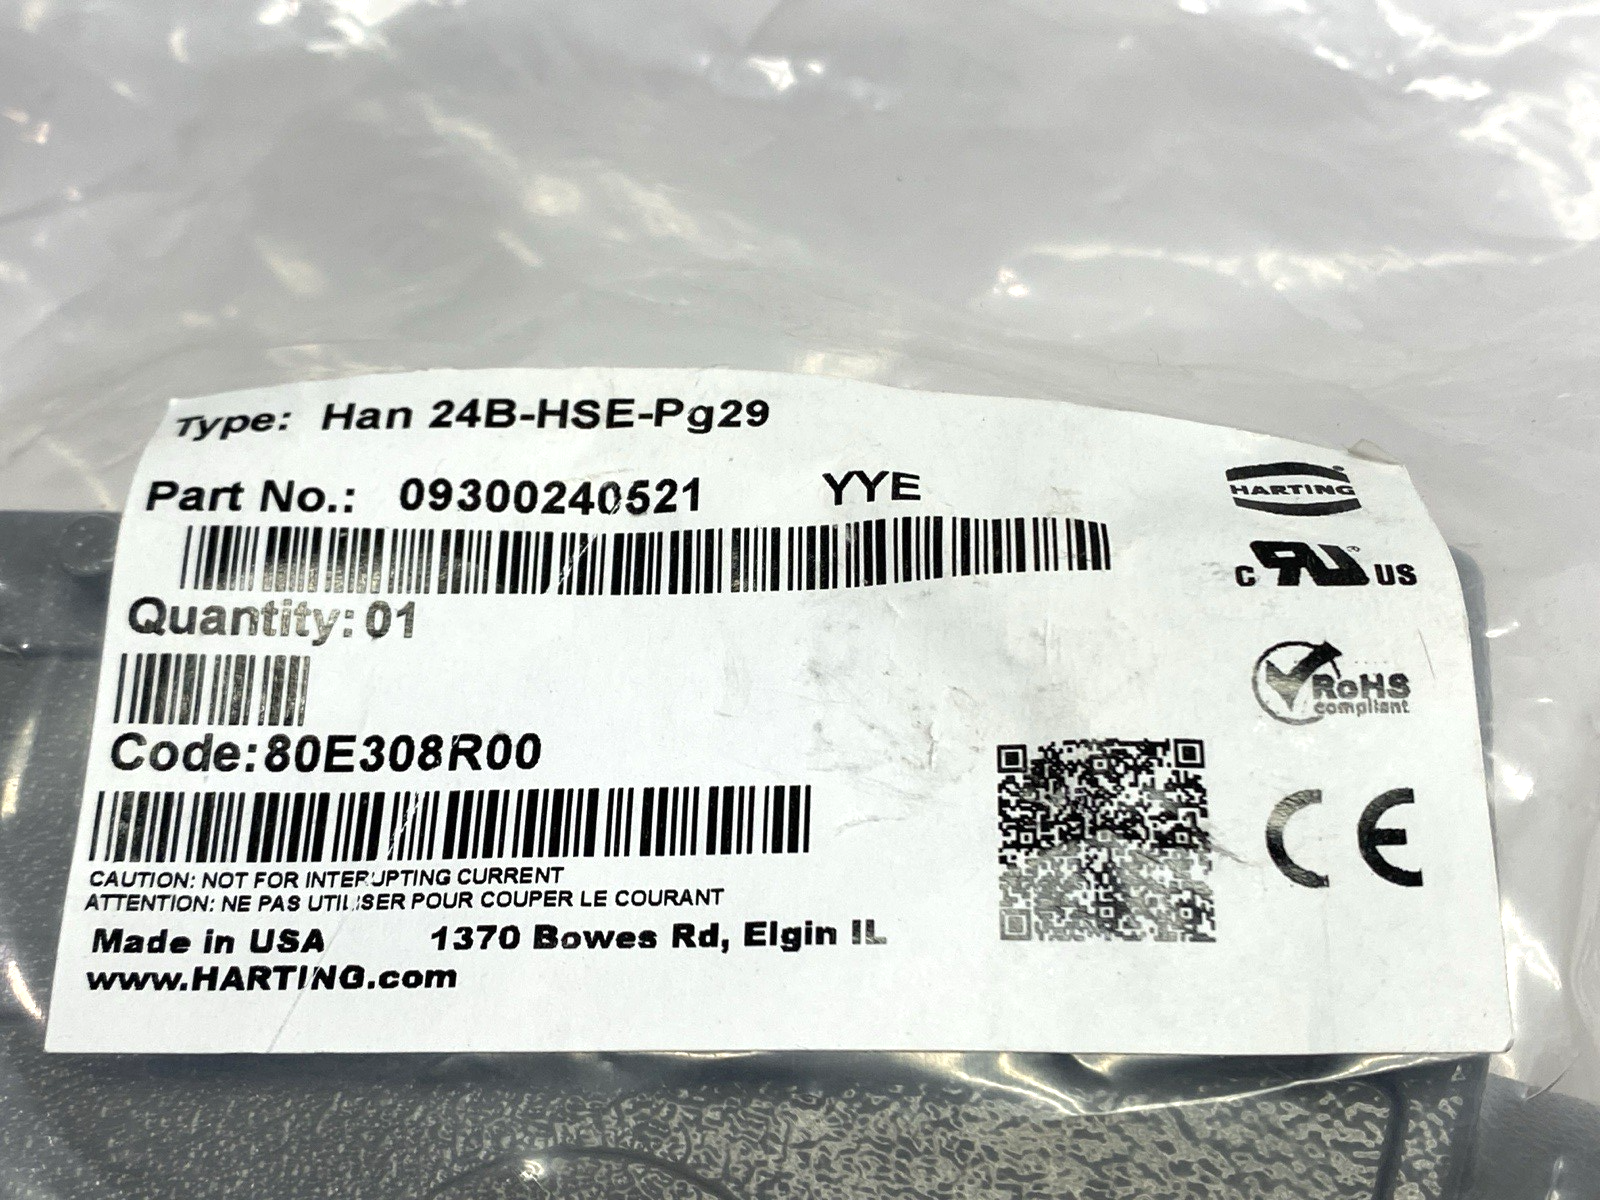 Type: Han 24B-HSE-Pg29
Part No.: 09300240521 YYE
HARTING
Quantity: 01
C RU US
RoHS
compliant
Code:80E308R00
CE
CAUTION: NOT FOR INTERUPTING CURRENT
ATTENTION: NE PAS UTILISER POUR COUPER LE COURANT
Made in USA 1370 Bowes Rd, Elgin IL
www.HARTING.com